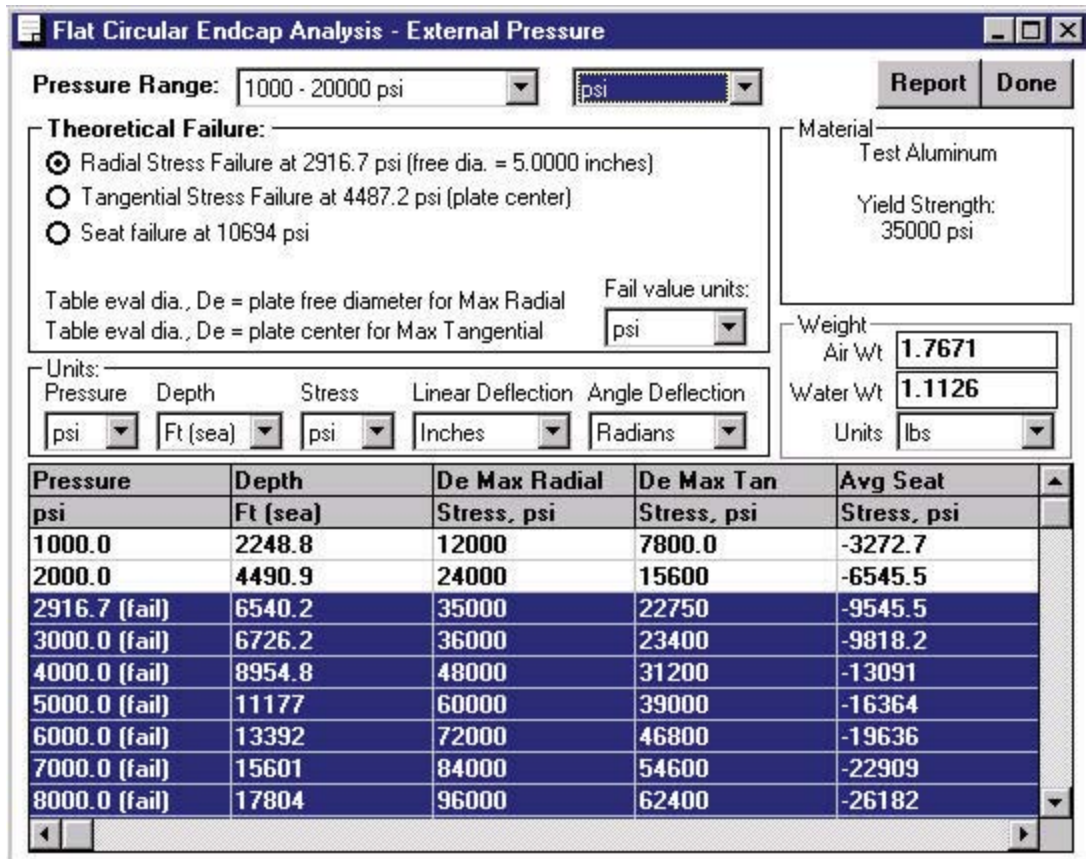 Flat Circular Endcap Analysis - External Pressure
Pressure Range: 1000 - 20000 psi psi Report Done
Theoretical Failure:
Radial Stress Failure at 2916.7 psi (free dia. = 5.0000 inches)
Tangential Stress Failure at 4487.2 psi (plate center)
Seat failure at 10694 psi
Table eval dia., De = plate free diameter for Max Radial
Table eval dia., De = plate center for Max Tangential
Fail value units:
psi
Material
Test Aluminum
Yield Strength:
35000 psi
Weight
Air Wt 1.7671
Water Wt 1.1126
Units lbs
Units:
Pressure Depth Stress Linear Deflection Angle Deflection
psi Ft (sea) psi Inches Radians
Pressure Depth De Max Radial De Max Tan Avg Seat
psi Ft (sea) Stress, psi Stress, psi Stress, psi
1000.0 2248.8 12000 7800.0 -3272.7
2000.0 4490.9 24000 15600 -6545.5
2916.7 (fail) 6540.2 35000 22750 -9545.5
3000.0 (fail) 6726.2 36000 23400 -9818.2
4000.0 (fail) 8954.8 48000 31200 -13091
5000.0 (fail) 11177 60000 39000 -16364
6000.0 (fail) 13392 72000 46800 -19636
7000.0 (fail) 15601 84000 54600 -22909
8000.0 (fail) 17804 96000 62400 -26182